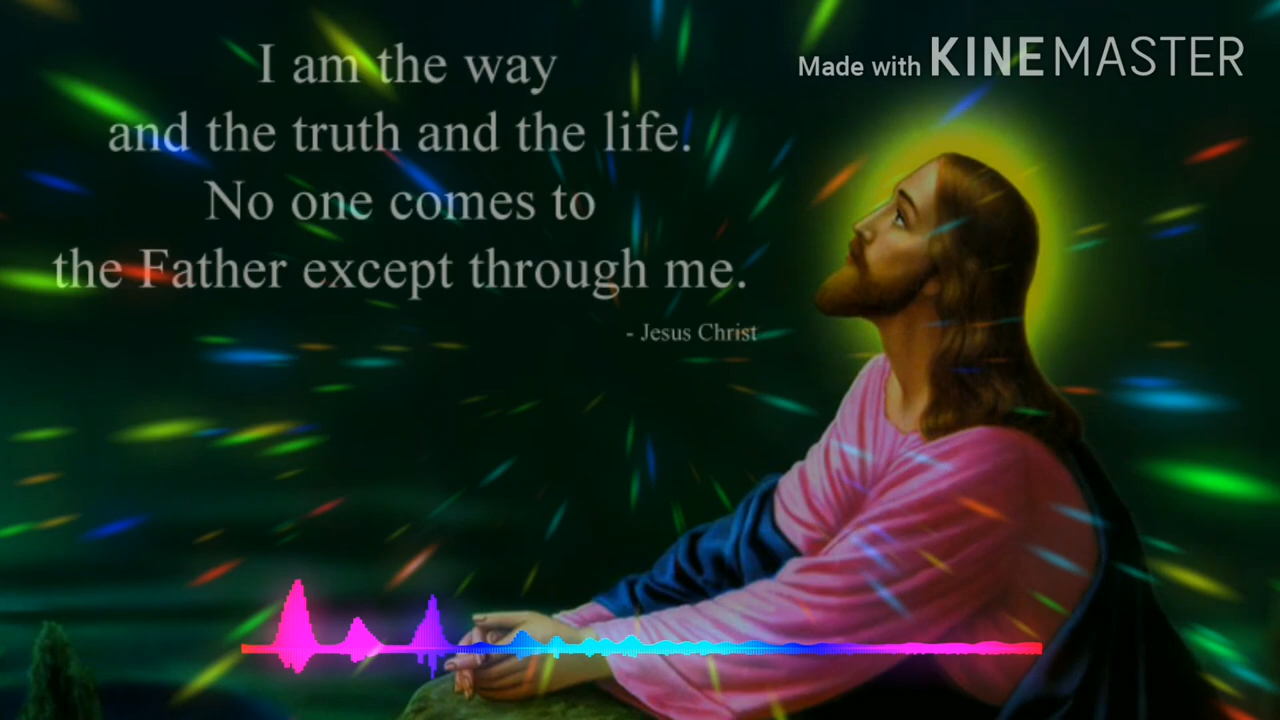 I am the way
and the truth and the life.
No one comes to
the Father except through me.
- Jesus Christ
Made with KINEMASTER